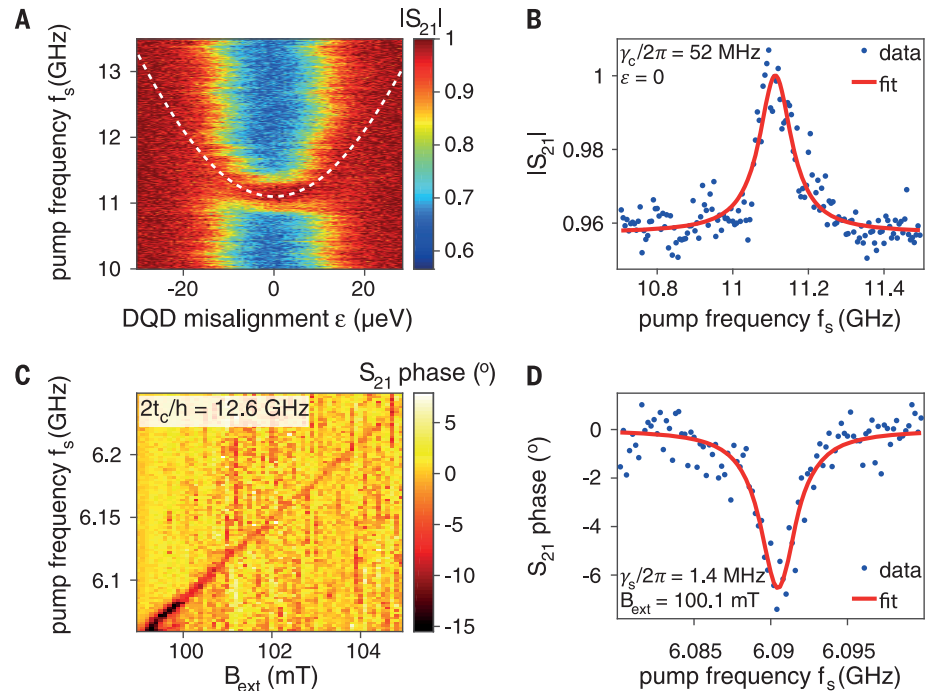 A
|S21|
pump frequency fs (GHz)
13
12
11
10
-20
0
20
DQD misalignment ε (µeV)
1
0.9
0.8
0.7
0.6
B
γc/2π = 52 MHz
ε = 0
data
fit
|S21|
1
0.98
0.96
10.8
11
11.2
11.4
pump frequency fs (GHz)
C
S21 phase (º)
2tc/h = 12.6 GHz
pump frequency fs (GHz)
6.2
6.15
6.1
100
102
104
Bext (mT)
5
0
-5
-10
-15
D
S21 phase (º)
0
-2
-4
-6
γs/2π = 1.4 MHz
Bext = 100.1 mT
data
fit
6.085
6.09
6.095
pump frequency fs (GHz)